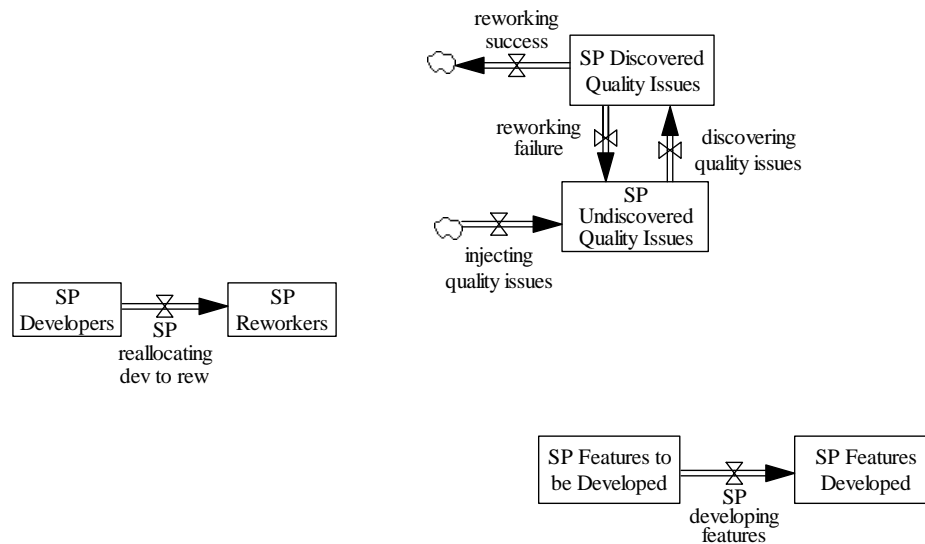 reworking
success
SP Discovered
Quality Issues
reworking
failure
discovering
quality issues
SP
Undiscovered
Quality Issues
injecting
quality issues
SP
Developers
SP
reallocating
dev to rew
SP
Reworkers
SP Features to
be Developed
SP
developing
features
SP Features
Developed